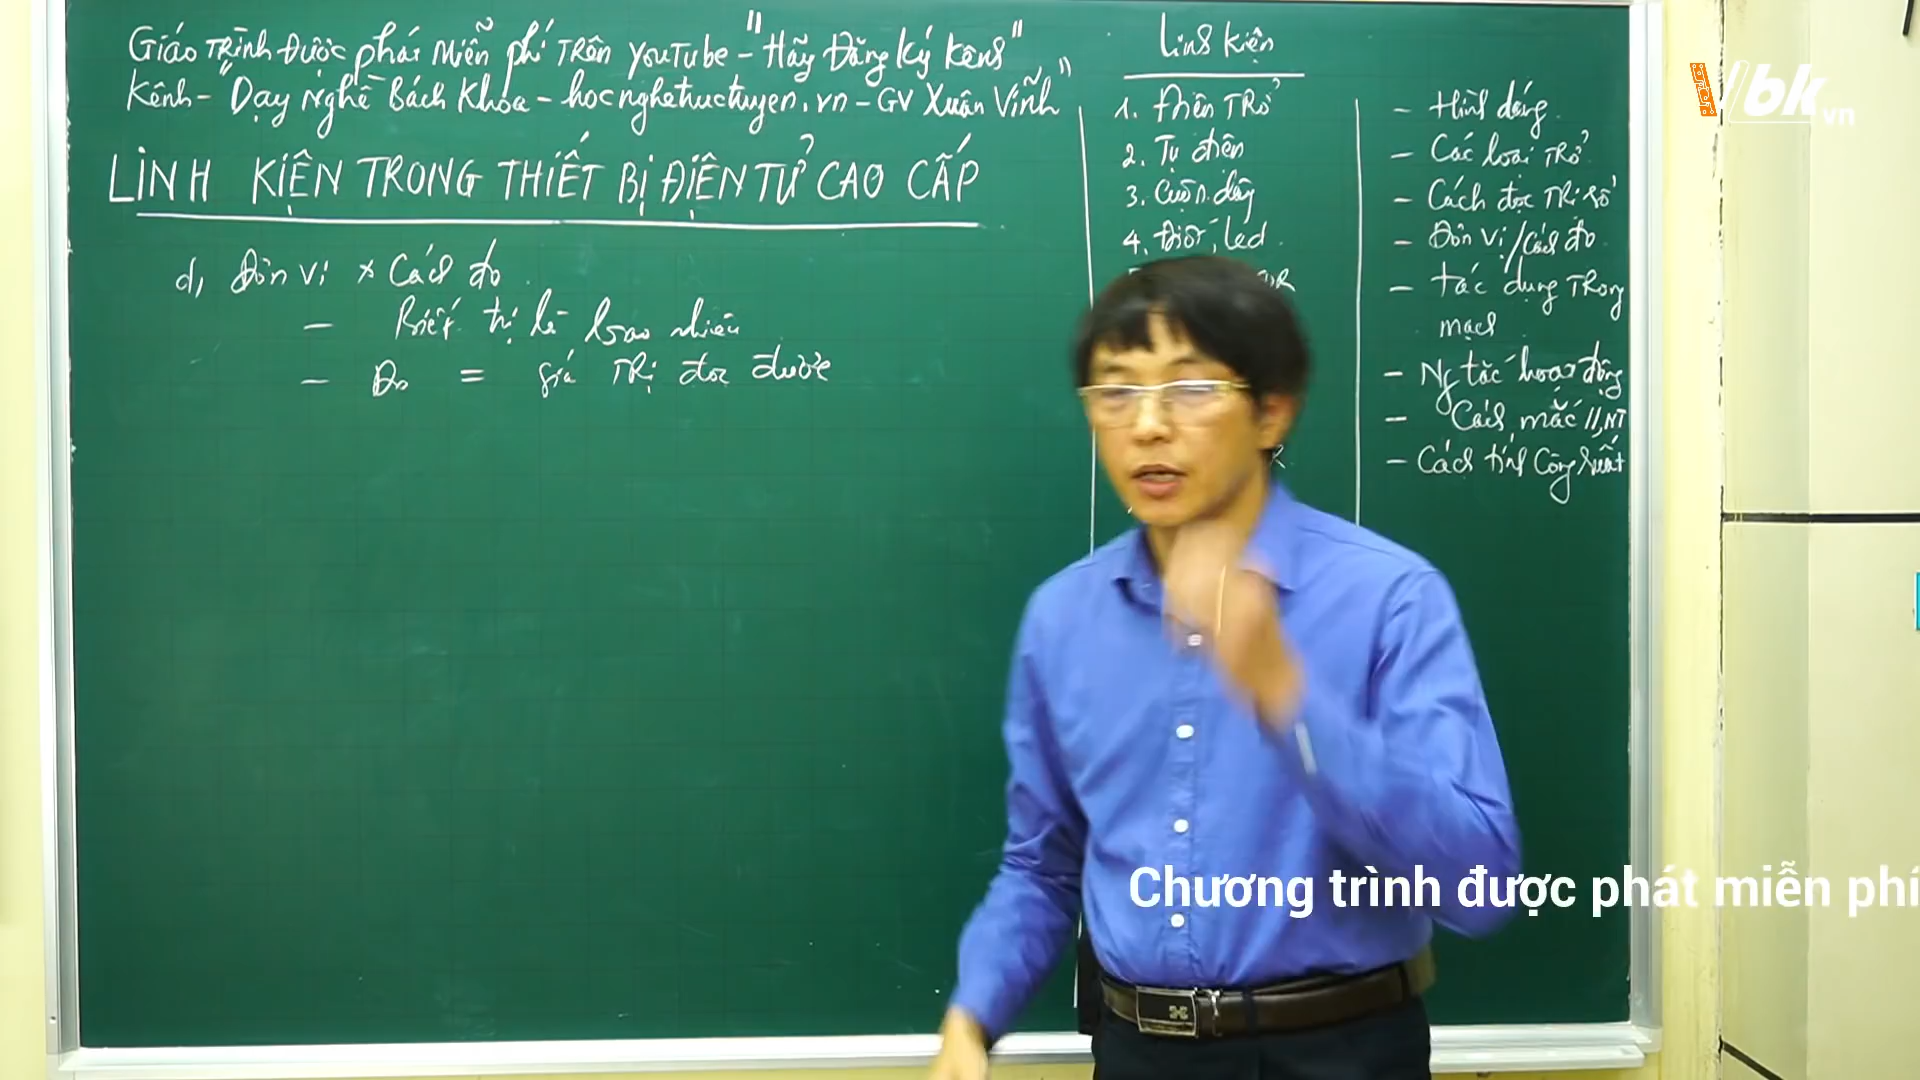 Giáo Trình Được phát Miễn phí Trên YouTube - "Hãy Đăng Ký Kênh"
Kênh - "Dạy Nghề Bách Khoa - hocnghetructuyen.vn - GV Xuân Vinh"
LINH KIỆN TRONG THIẾT BỊ ĐIỆN TỬ CAO CẤP
d, Đơn vị * Cách đo
- Biết trị là bao nhiêu
- Đo = giá Trị đọc được
Linh kiện
1. Điện TRở
2. Tụ điện
3. Cuộn dây
4. Điốt, Led
- Hình dáng
- Các loại TRở
- Cách đọc TRị số
- Đơn vị / Cách đo
- tác dụng TRong
mạch
- Ng tắc hoạt động
- Cách mắc //, NT
- Cách tính Công suất
Vbk.vn
Chương trình được phát miễn phí